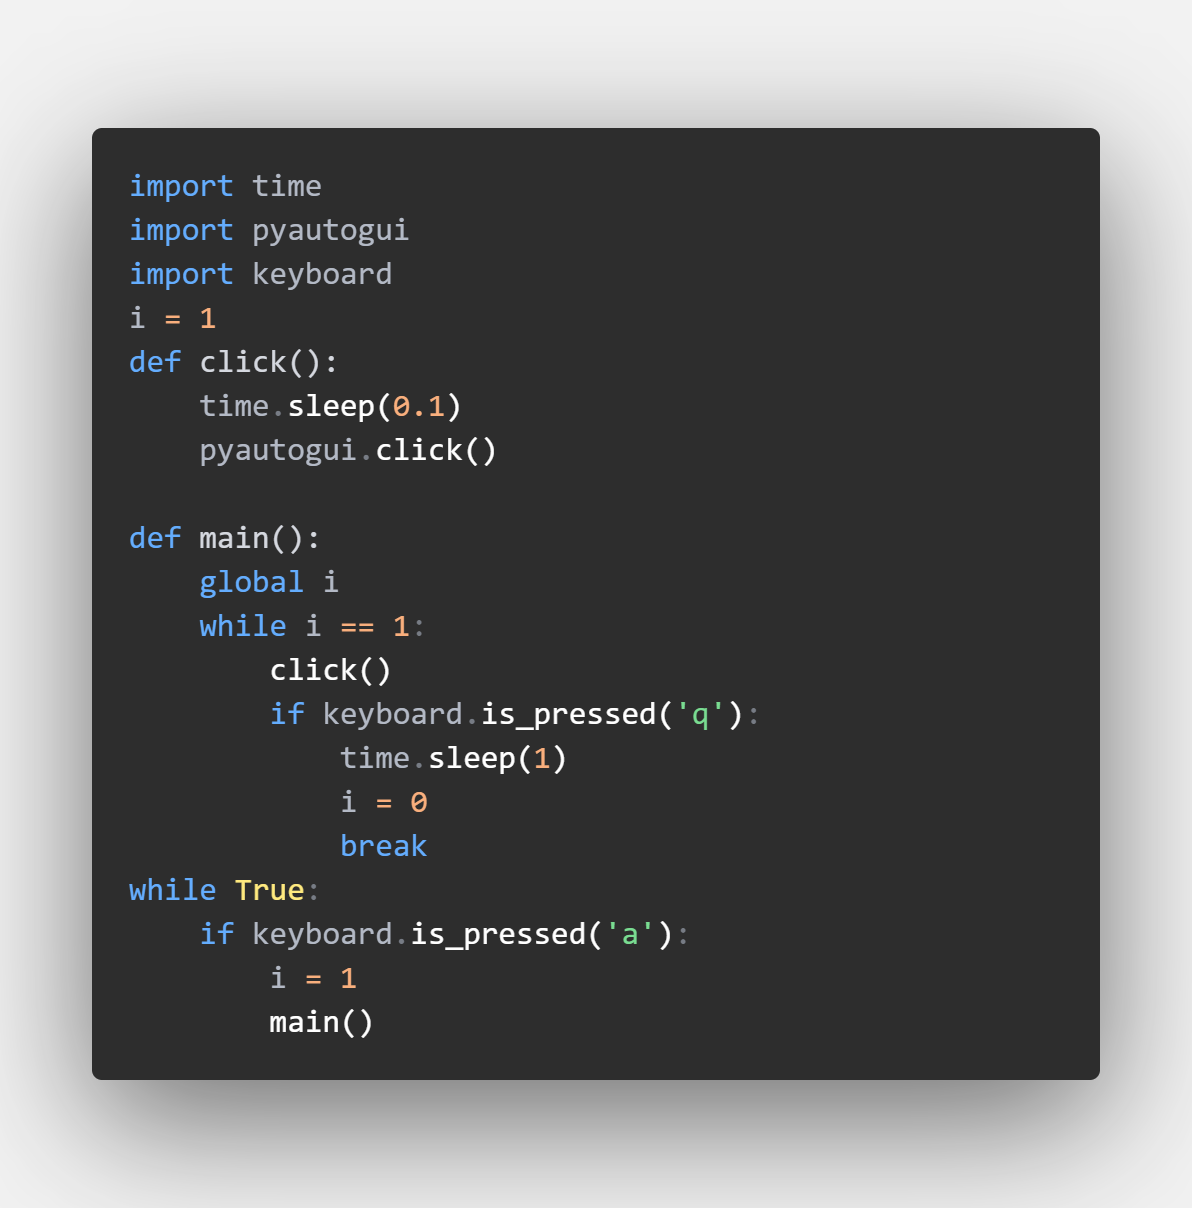 import time
import pyautogui
import keyboard
i = 1
def click():
    time.sleep(0.1)
    pyautogui.click()

def main():
    global i
    while i == 1:
        click()
        if keyboard.is_pressed('q'):
            time.sleep(1)
            i = 0
            break
while True:
    if keyboard.is_pressed('a'):
        i = 1
        main()